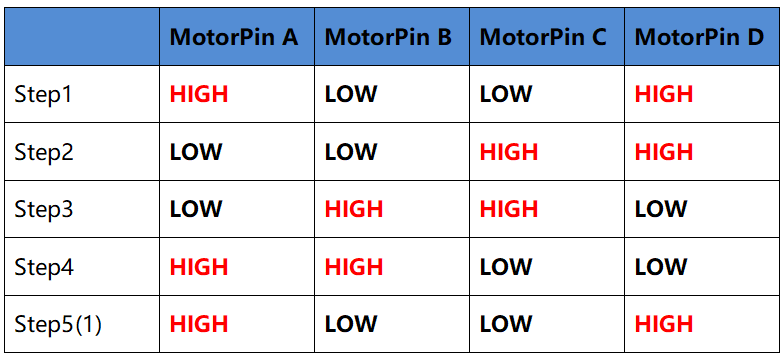 MotorPin A MotorPin B MotorPin C MotorPin D
Step1 HIGH LOW LOW HIGH
Step2 LOW LOW HIGH HIGH
Step3 LOW HIGH HIGH LOW
Step4 HIGH HIGH LOW LOW
Step5(1) HIGH LOW LOW HIGH